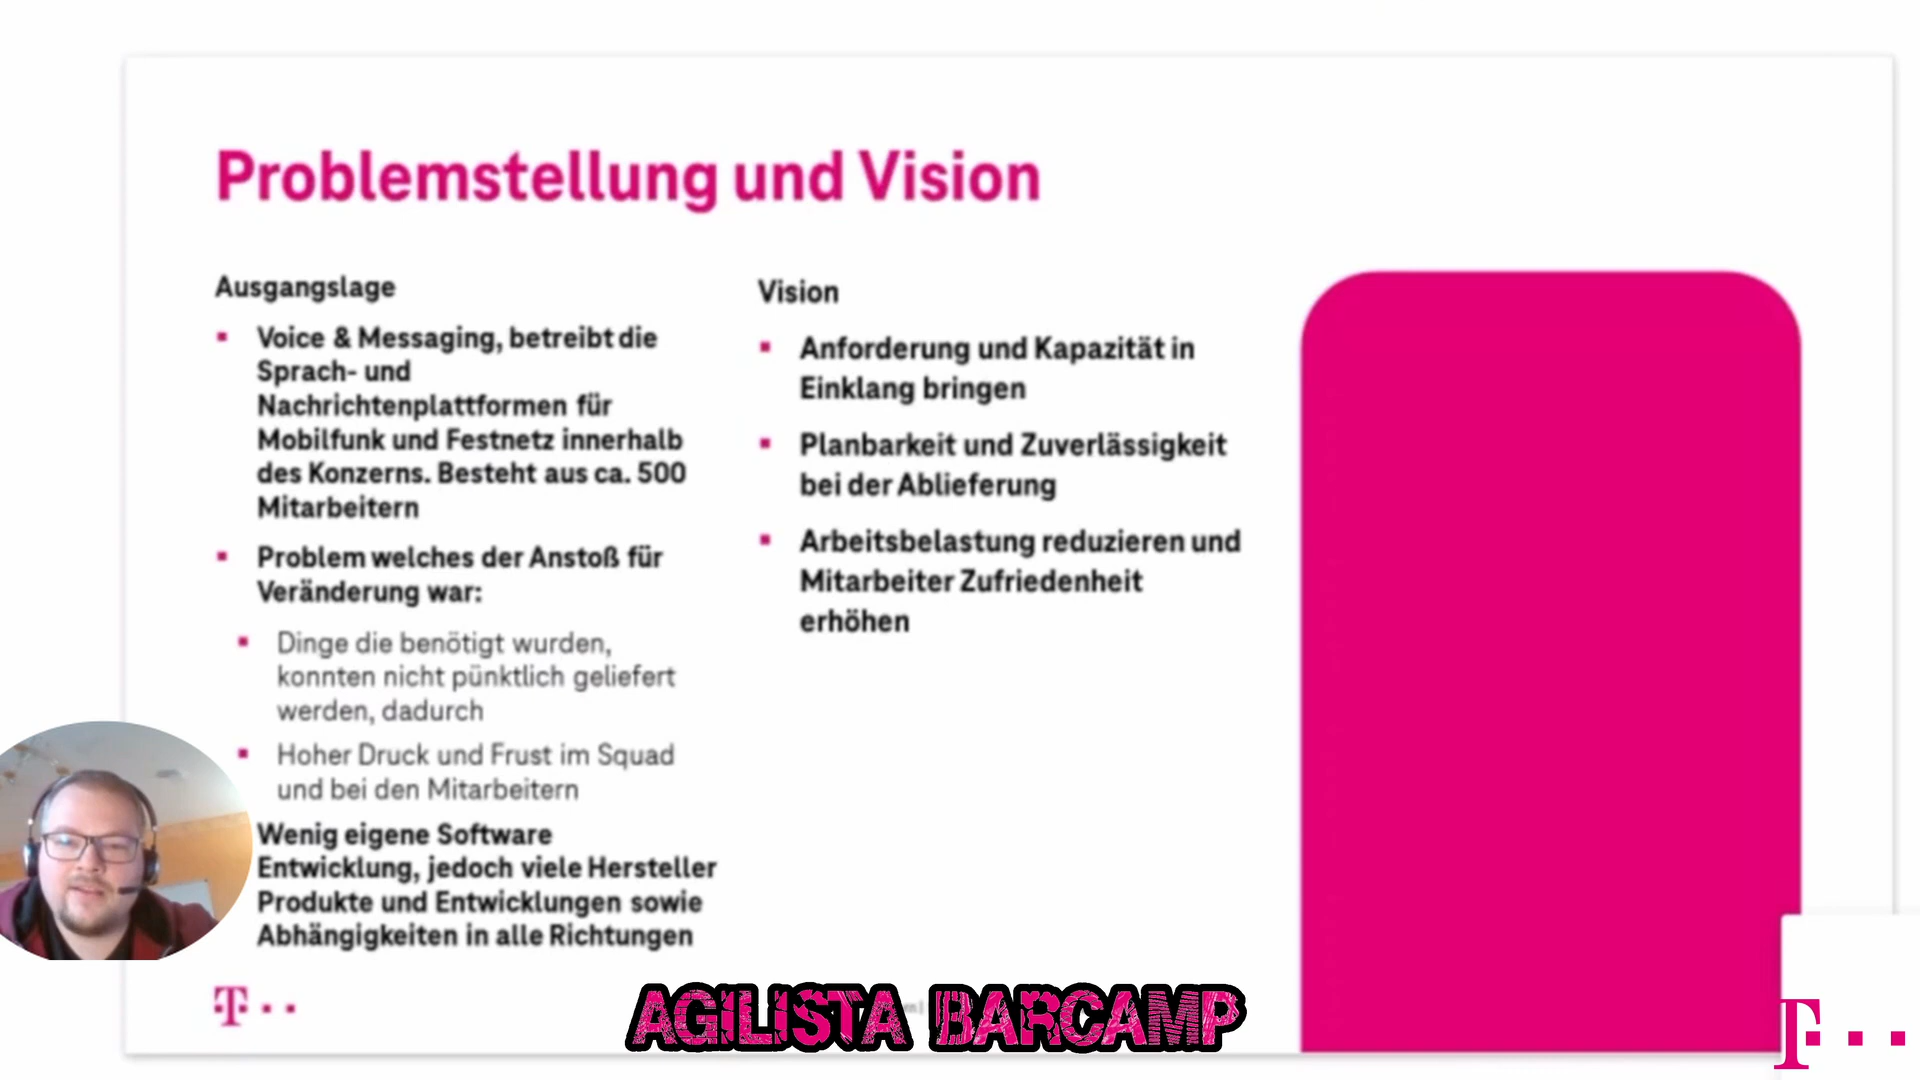 Problemstellung und Vision
Ausgangslage
Voice & Messaging, betreibt die
Sprach- und
Nachrichtenplattformen für
Mobilfunk und Festnetz innerhalb
des Konzerns. Besteht aus ca. 500
Mitarbeitern
Problem welches der Anstoß für
Veränderung war:
Dinge die benötigt wurden,
konnten nicht pünktlich geliefert
werden, dadurch
Hoher Druck und Frust im Squad
und bei den Mitarbeitern
Wenig eigene Software
Entwicklung, jedoch viele Hersteller
Produkte und Entwicklungen sowie
Abhängigkeiten in alle Richtungen
Vision
Anforderung und Kapazität in
Einklang bringen
Planbarkeit und Zuverlässigkeit
bei der Ablieferung
Arbeitsbelastung reduzieren und
Mitarbeiter Zufriedenheit
erhöhen
T
AGILISTA BARCAMP
T